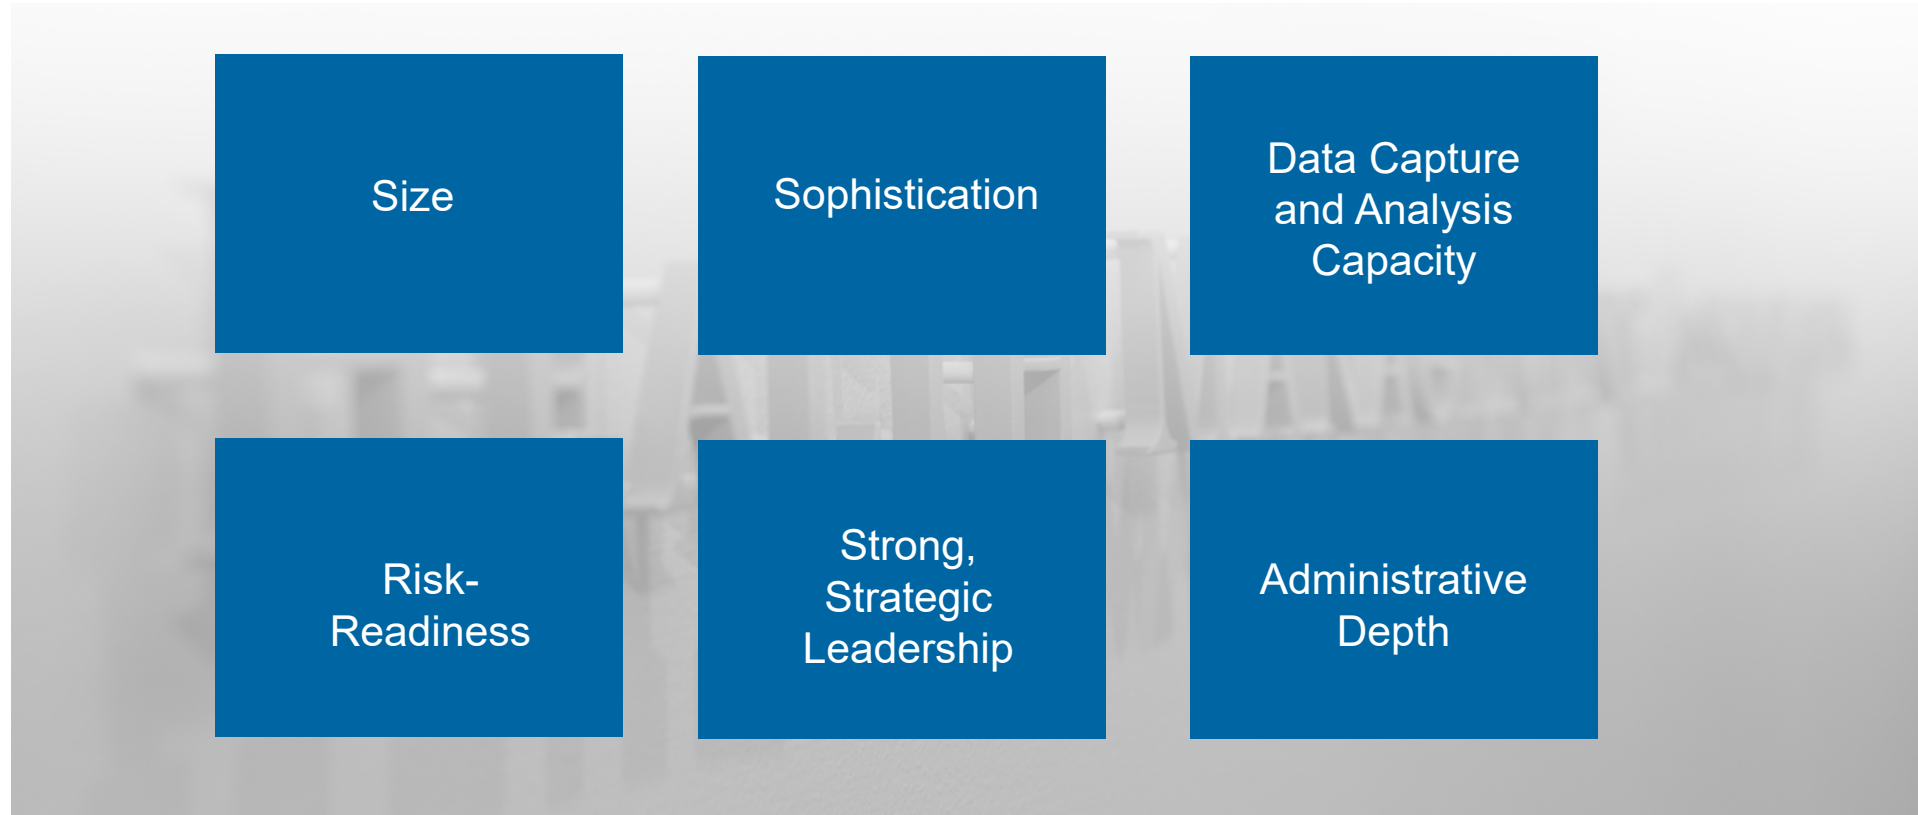 Size
Sophistication
Data Capture
and Analysis
Capacity
Risk-
Readiness
Strong,
Strategic
Leadership
Administrative
Depth